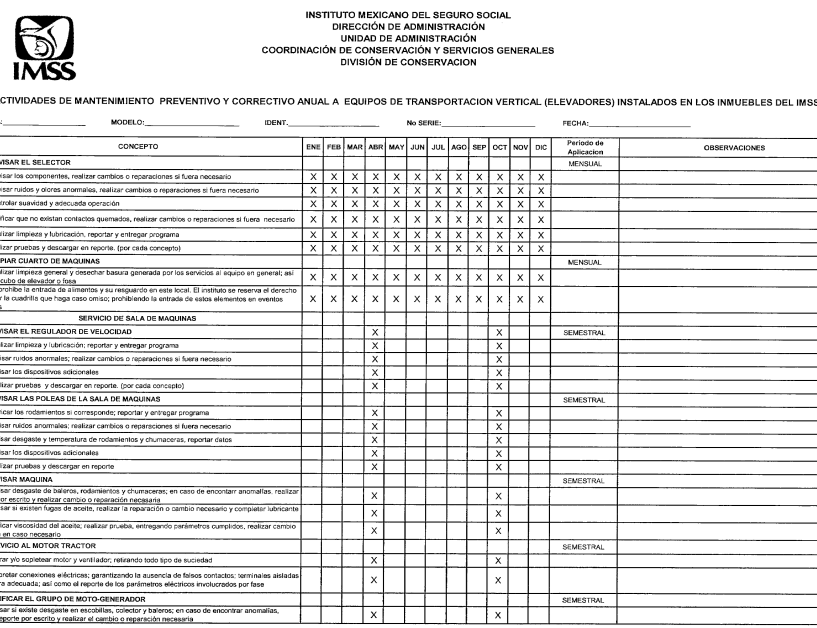 INSTITUTO MEXICANO DEL SEGURO SOCIAL
DIRECCIÓN DE ADMINISTRACIÓN
UNIDAD DE ADMINISTRACIÓN
COORDINACIÓN DE CONSERVACIÓN Y SERVICIOS GENERALES
DIVISIÓN DE CONSERVACION
IMSS
CTIVIDADES DE MANTENIMIENTO PREVENTIVO Y CORRECTIVO ANUAL A EQUIPOS DE TRANSPORTACION VERTICAL (ELEVADORES) INSTALADOS EN LOS INMUEBLES DEL IMSS
MODELO: IDENT. No SERIE: FECHA:
CONCEPTO ENE FEB MAR ABR MAY JUN JUL AGO SEP OCT NOV DIC Período de Aplicacion OBSERVACIONES
VISAR EL SELECTOR MENSUAL
isar los componentes, realizar cambios o reparaciones si fuera necesario X X X X X X X X X X X X
isar ruidos y olores anormales, realizar cambios o reparaciones si fuera necesario X X X X X X X X X X X X
trolar suavidad y adecuada operación X X X X X X X X X X X X
ificar que no existan contactos quemados, realizar cambios o reparaciones si fuera necesario X X X X X X X X X X X X
lizar limpieza y lubricación, reportar y entregar programa X X X X X X X X X X X X
lizar pruebas y descargar en reporte. (por cada concepto) X X X X X X X X X X X X
PIAR CUARTO DE MAQUINAS MENSUAL
lizar limpieza general y desechar basura generada por los servicios al equipo en general; así
cubo de elevador o fosa X X X X X X X X X X X X
rohibe la entrada de alimentos y su resguardo en este local. El instituto se reserva el derecho
r la cuadrilla que haga caso omiso; prohibiendo la entrada de estos elementos en eventos X X X X X X X X X X X X
s
SERVICIO DE SALA DE MAQUINAS
VISAR EL REGULADOR DE VELOCIDAD X X SEMESTRAL
lizar limpieza y lubricación; reportar y entregar programa X X
isar ruidos anormales; realizar cambios o reparaciones si fuera necesario X X
isar los dispositivos adicionales X X
lizar pruebas y descargar en reporte. (por cada concepto) X X
VISAR LAS POLEAS DE LA SALA DE MAQUINAS SEMESTRAL
ficar los rodamientos si corresponde; reportar y entregar programa X X
isar ruidos anormales; realizar cambios o reparaciones si fuera necesario X X
isar desgaste y temperatura de rodamientos y chumaceras, reportar datos X X
isar los dispositivos adicionales X X
lizar pruebas y descargar en reporte X X
VISAR MAQUINA SEMESTRAL
sar desgaste de baleros, rodamientos y chumaceras; en caso de encontarr anomalías, realizar
or escrito y realizar cambio o reparación necesaria X X
sar si existen fugas de aceite, realizar la reparación o cambio necesario y completar lubricante X X
icar viscosidad del aceite; realizar prueba, entregando parámetros cumplidos, realizar cambio
en caso necesario X X
VICIO AL MOTOR TRACTOR SEMESTRAL
rar y/o sopletear motor y ventilador; retirando todo tipo de suciedad X X
pretar conexiones eléctricas; garantizando la ausencia de falsos contactos; terminales aisladas
ra adecuada; así como el reporte de los parámetros eléctricos involucrados por fase X X
IFICAR EL GRUPO DE MOTO-GENERADOR SEMESTRAL
sar si existe desgaste en escobillas, colector y baleros; en caso de encontrar anomalías,
eporte por escrito y realizar el cambio o reparación necesaria X X